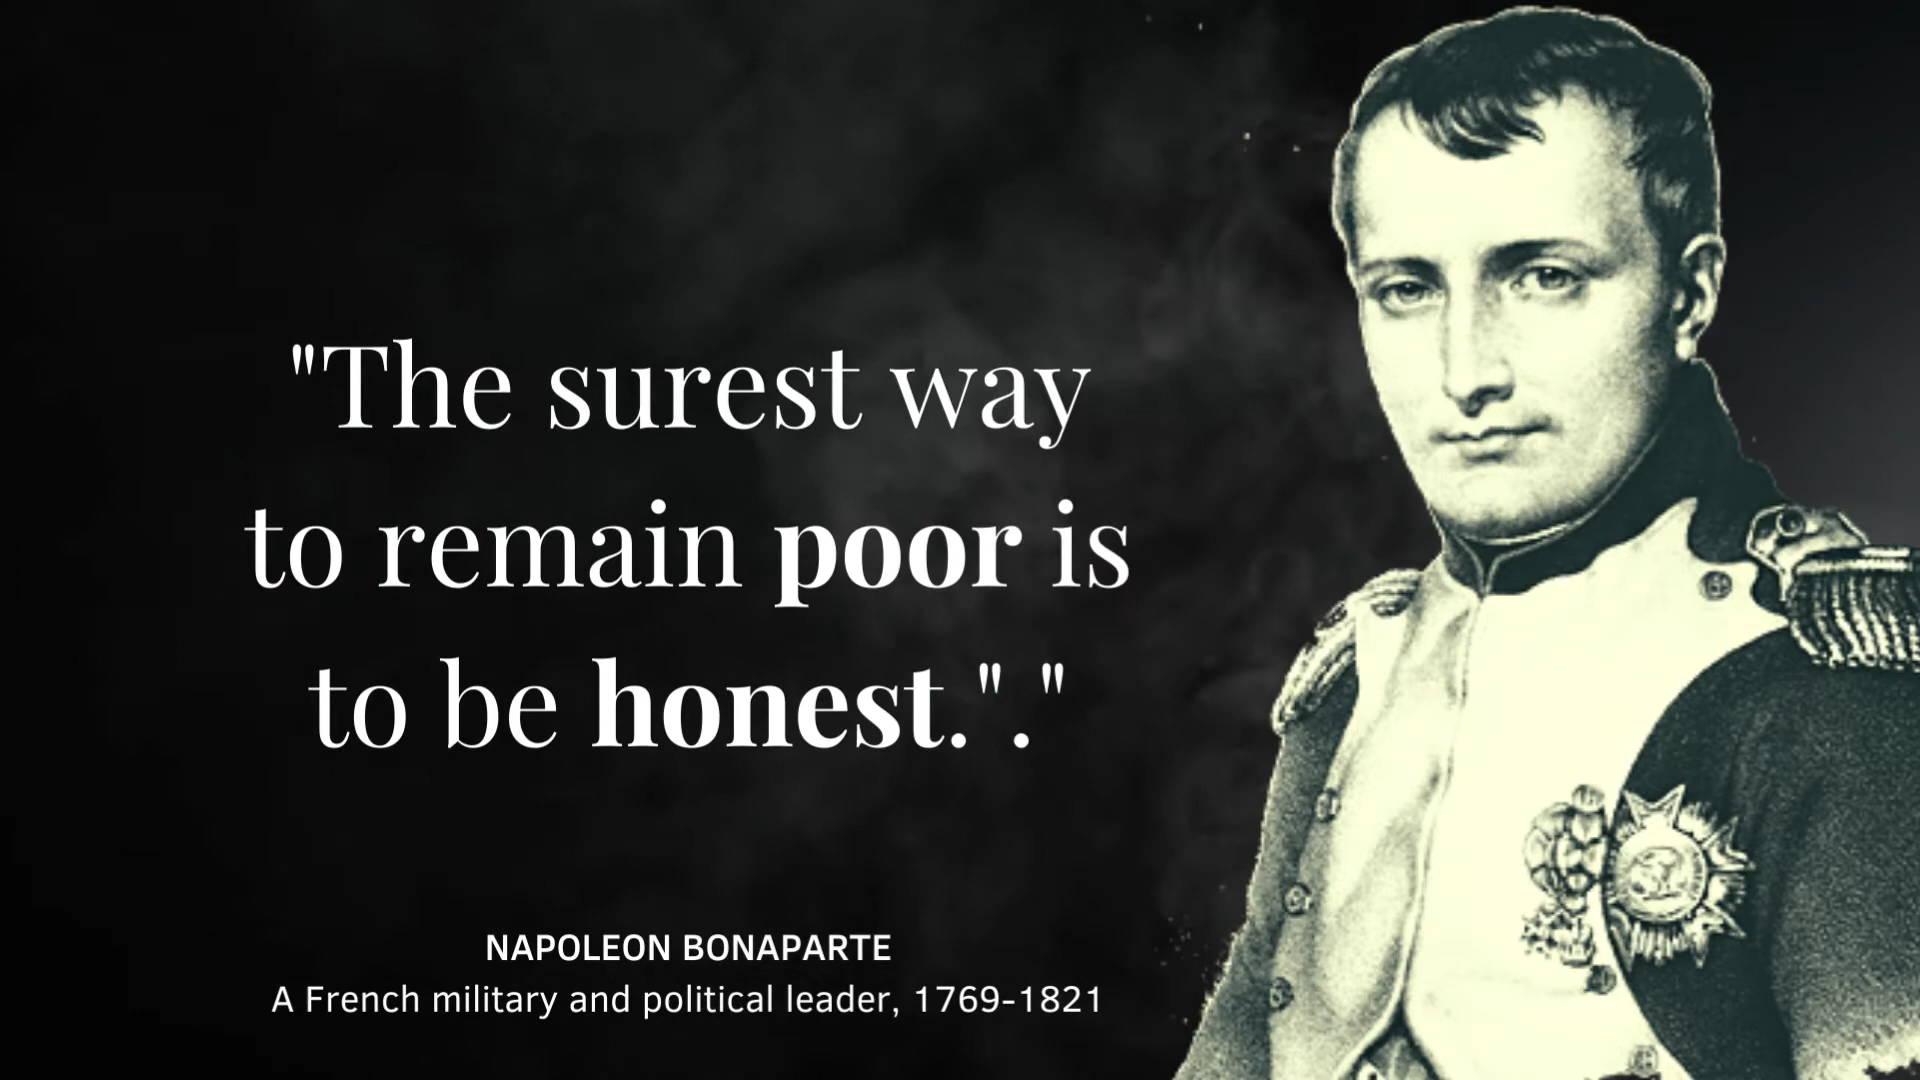 "The surest way
to remain poor is
to be honest."."
NAPOLEON BONAPARTE
A French military and political leader, 1769-1821